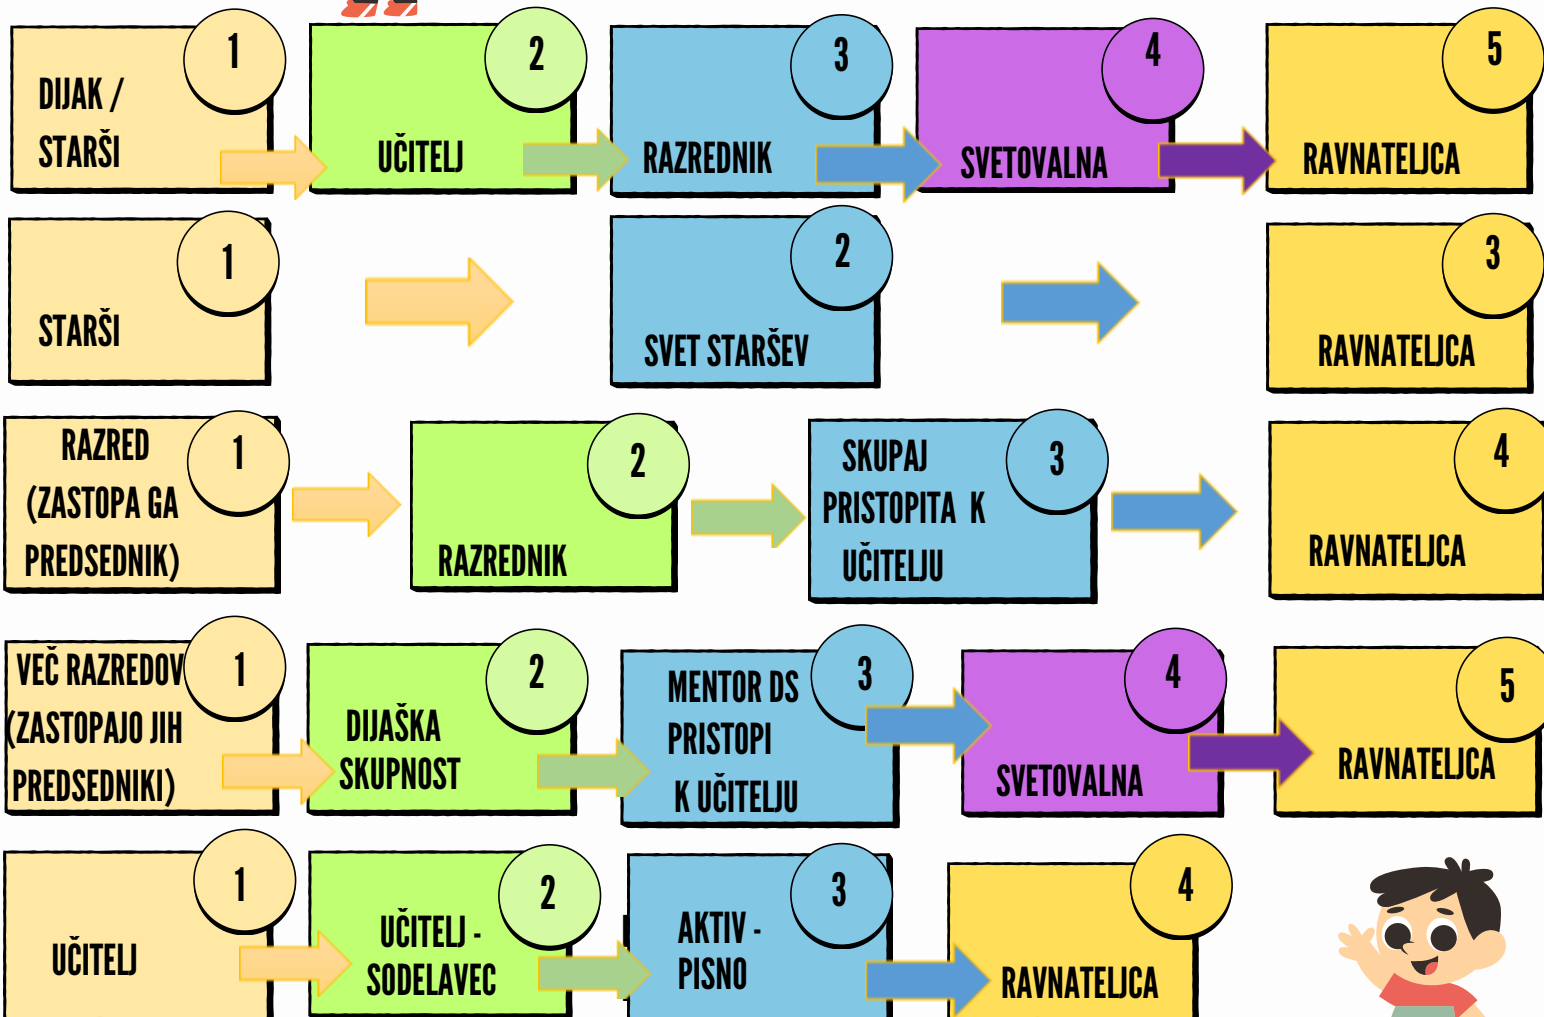 1
DIJAK /
STARŠI
2
UČITELJ
3
RAZREDNIK
4
SVETOVALNA
5
RAVNATELJCA
1
STARŠI
2
SVET STARŠEV
3
RAVNATELJCA
1
RAZRED
(ZASTOPA GA
PREDSEDNIK)
2
RAZREDNIK
3
SKUPAJ
PRISTOPITA K
UČITELJU
4
RAVNATELJCA
1
VEČ RAZREDOV
(ZASTOPAJO JIH
PREDSEDNIKI)
2
DIJAŠKA
SKUPNOST
3
MENTOR DS
PRISTOPI
K UČITELJU
4
SVETOVALNA
5
RAVNATELJCA
1
UČITELJ
2
UČITELJ -
SODELAVEC
3
AKTIV -
PISNO
4
RAVNATELJCA